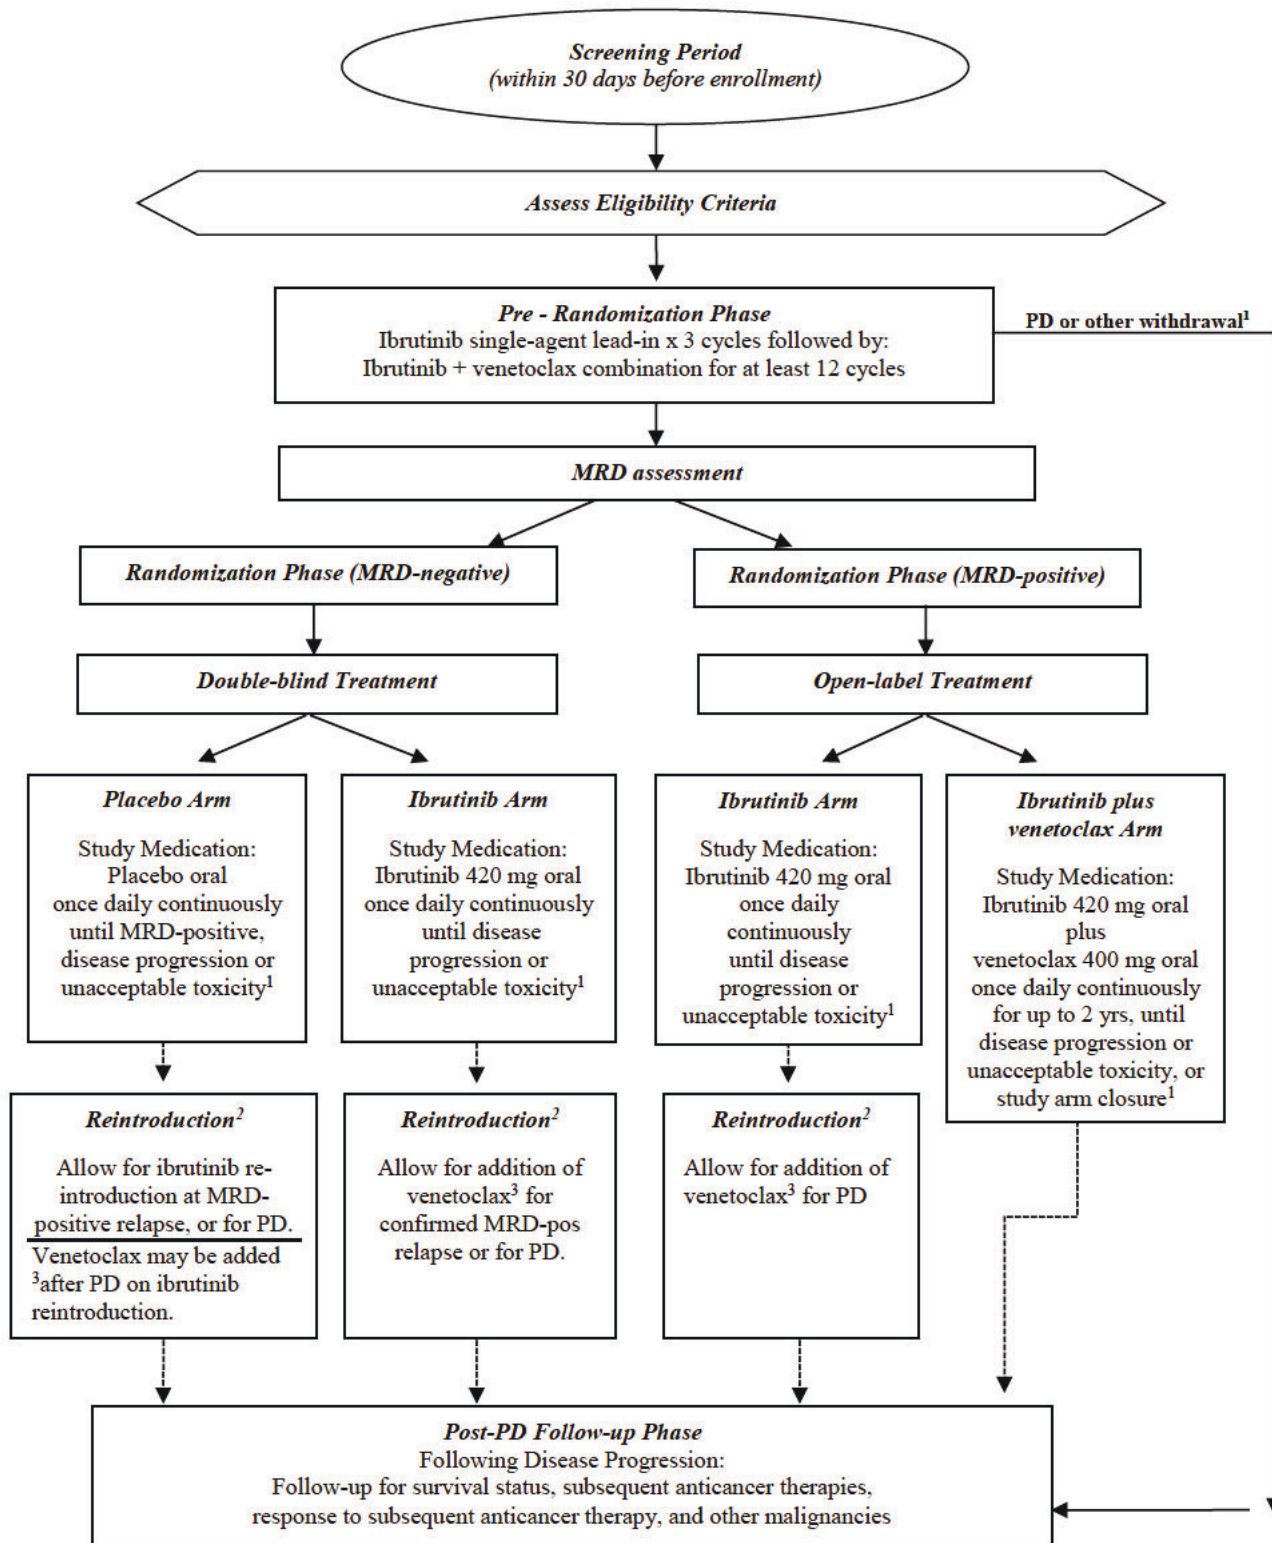 Screening Period
(within 30 days before enrollment)
Assess Eligibility Criteria
Pre - Randomization Phase
Ibrutinib single-agent lead-in x 3 cycles followed by:
Ibrutinib + venetoclax combination for at least 12 cycles
PD or other withdrawal¹
MRD assessment
Randomization Phase (MRD-negative)
Randomization Phase (MRD-positive)
Double-blind Treatment
Open-label Treatment
Placebo Arm
Study Medication:
Placebo oral
once daily continuously
until MRD-positive,
disease progression or
unacceptable toxicity¹
Ibrutinib Arm
Study Medication:
Ibrutinib 420 mg oral
once daily continuously
until disease
progression or
unacceptable toxicity¹
Ibrutinib Arm
Study Medication:
Ibrutinib 420 mg oral
once daily
continuously
until disease
progression or
unacceptable toxicity¹
Ibrutinib plus
venetoclax Arm
Study Medication:
Ibrutinib 420 mg oral
plus
venetoclax 400 mg oral
once daily continuously
for up to 2 yrs, until
disease progression or
unacceptable toxicity, or
study arm closure¹
Reintroduction²
Allow for ibrutinib re-
introduction at MRD-
positive relapse, or for PD.
Venetoclax may be added
³after PD on ibrutinib
reintroduction.
Reintroduction²
Allow for addition of
venetoclax³ for
confirmed MRD-pos
relapse or for PD.
Reintroduction²
Allow for addition of
venetoclax³ for PD
Post-PD Follow-up Phase
Following Disease Progression:
Follow-up for survival status, subsequent anticancer therapies,
response to subsequent anticancer therapy, and other malignancies